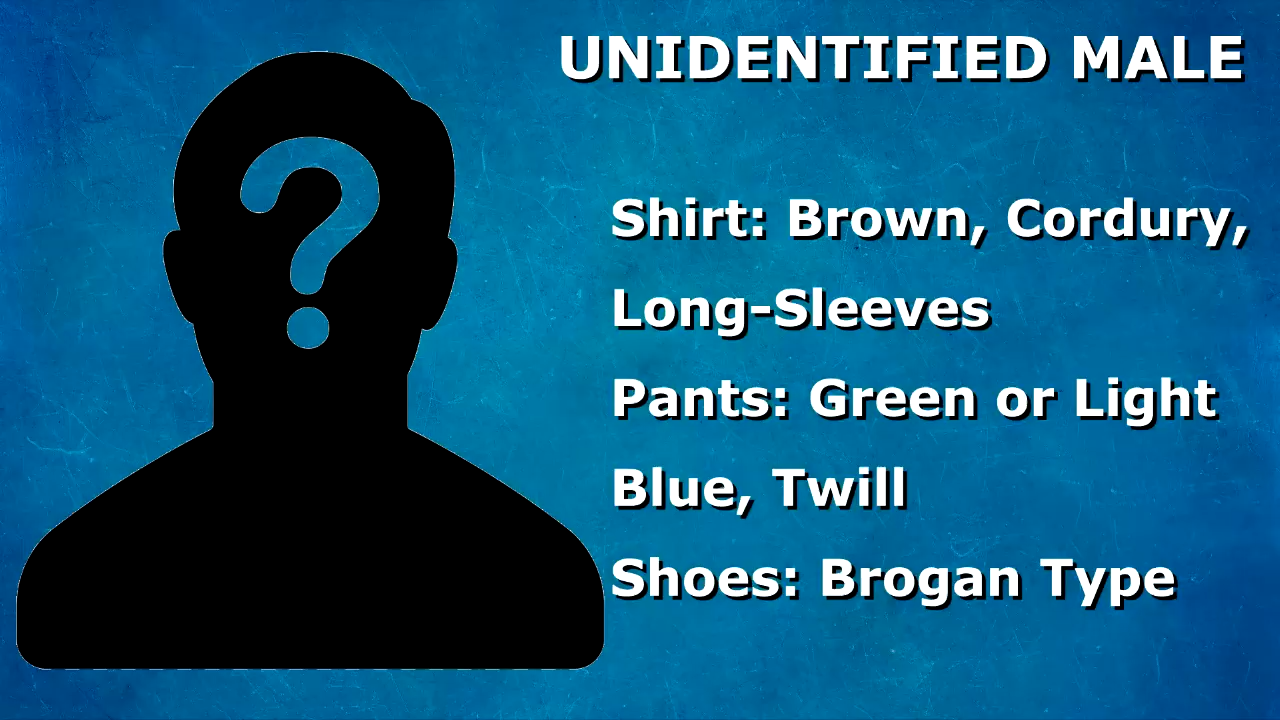 UNIDENTIFIED MALE
Shirt: Brown, Cordury,
Long-Sleeves
Pants: Green or Light
Blue, Twill
Shoes: Brogan Type